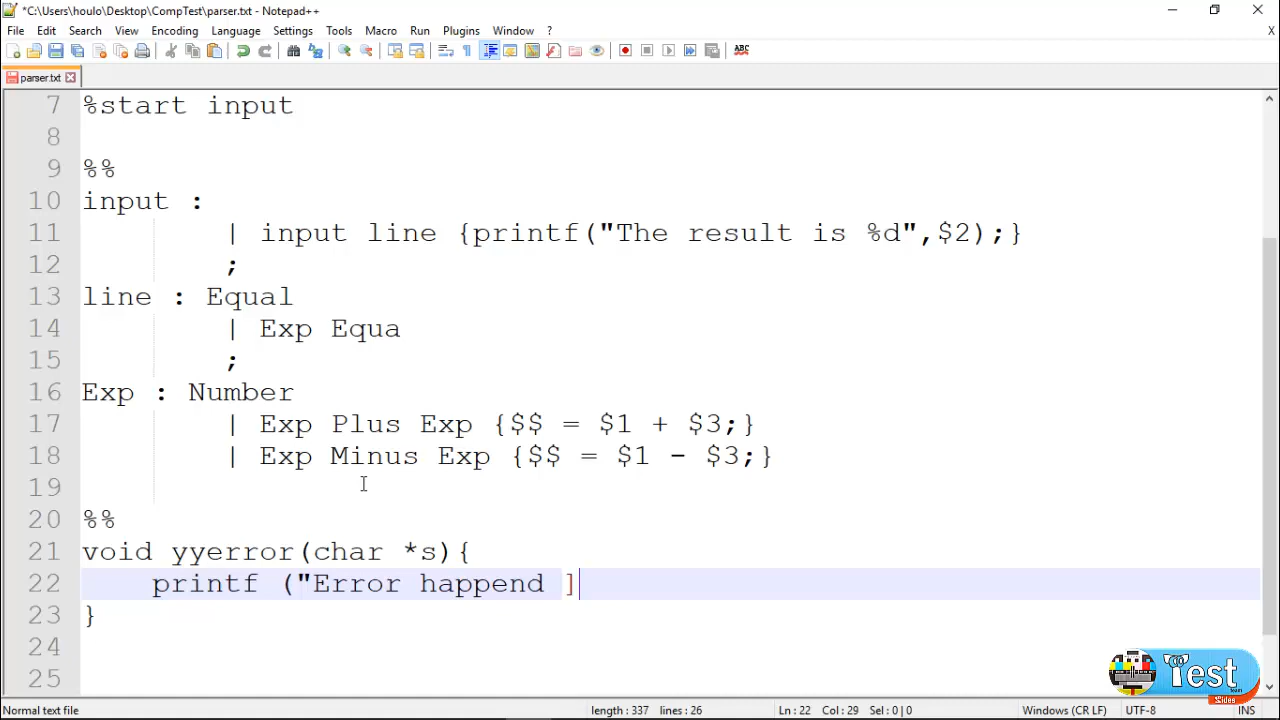 *C:\Users\houlo\Desktop\CompTest\parser.txt - Notepad++
File Edit Search View Encoding Language Settings Tools Macro Run Plugins Window ? X
ABC
parser.txt
7 %start input
8
9 %%
10 input :
11 | input line {printf("The result is %d",$2);}
12 ;
13 line : Equal
14 | Exp Equa
15 ;
16 Exp : Number
17 | Exp Plus Exp {$$ = $1 + $3;}
18 | Exp Minus Exp {$$ = $1 - $3;}
19
20 %%
21 void yyerror(char *s){
22 printf ("Error happend ]
23 }
24
25
Test
team
Slides
Normal text file length : 337 lines : 26 Ln : 22 Col : 29 Sel : 0 | 0 Windows (CR LF) UTF-8 INS